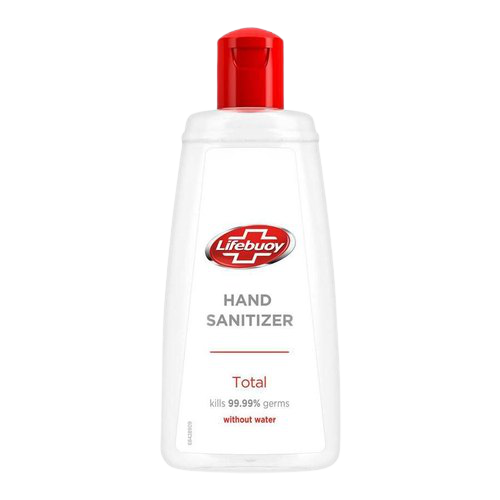 Lifebuoy
HAND
SANITIZER
Total
kills 99.99% germs
without water